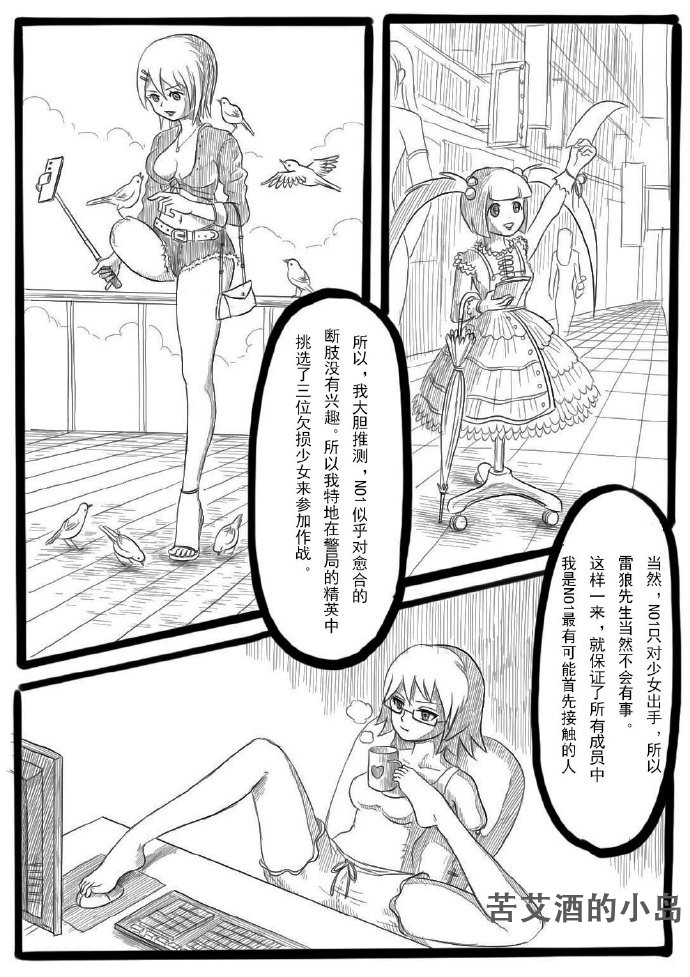 所以，我大胆推测，NO1似乎对愈合的
断肢没有兴趣。所以我特地在警局的精英中
挑选了三位欠损少女来参加作战。
当然，NO1只对少女出手，所以
雷狼先生当然不会有事。
这样一来，就保证了所有成员中
我是NO1最有可能首先接触的人
苦艾酒的小岛